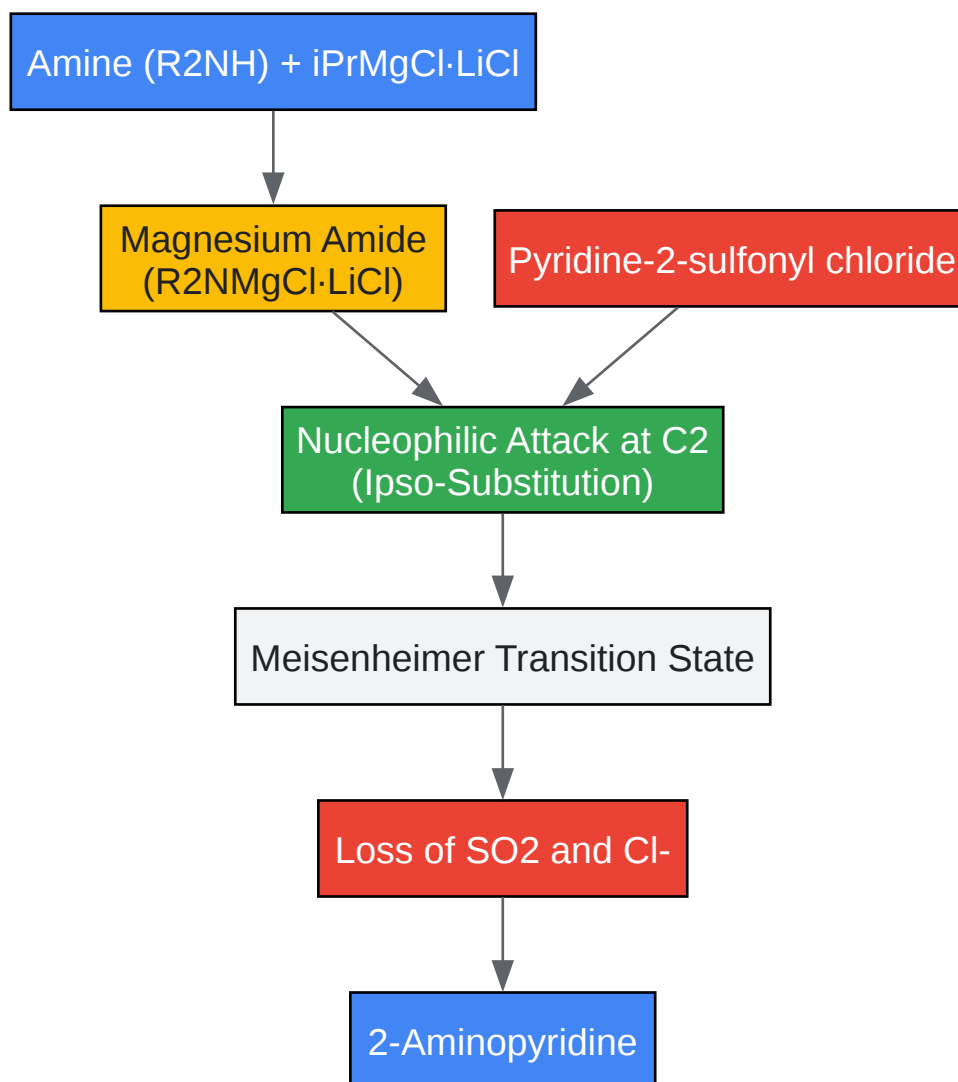 Amine (R2NH) + iPrMgCl·LiCl
Magnesium Amide
(R2NMgCl·LiCl)
Pyridine-2-sulfonyl chloride
Nucleophilic Attack at C2
(Ipso-Substitution)
Meisenheimer Transition State
Loss of SO2 and Cl-
2-Aminopyridine